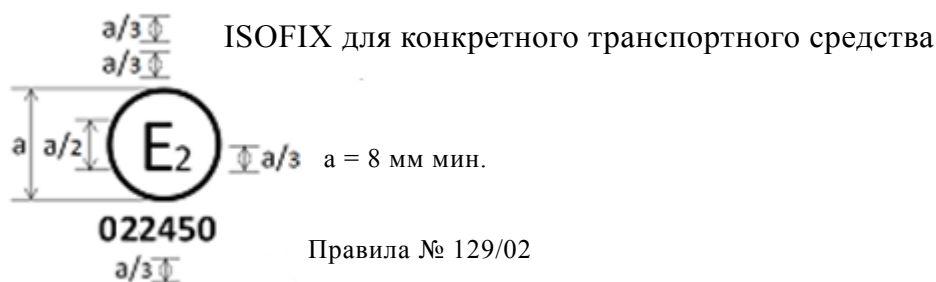 a/3
ISOFIX для конкретного транспортного средства
a/3
a
a/2
E2
a/3
a = 8 мм мин.
022450
Правила № 129/02
a/3